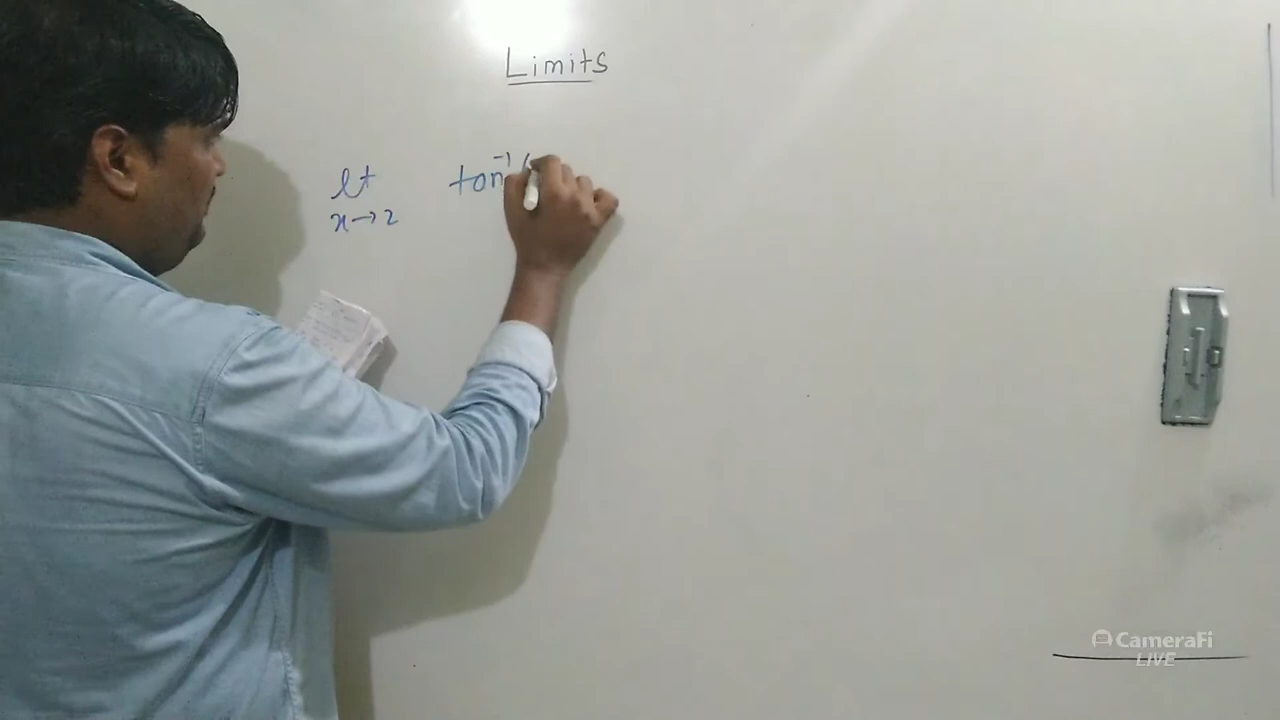 Limits
lt tan⁻¹(
x→2
CameraFi
LIVE